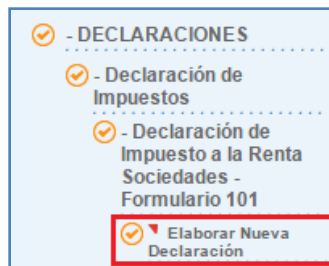 - DECLARACIONES
- Declaración de
Impuestos
- Declaración de
Impuesto a la Renta
Sociedades -
Formulario 101
Elaborar Nueva
Declaración